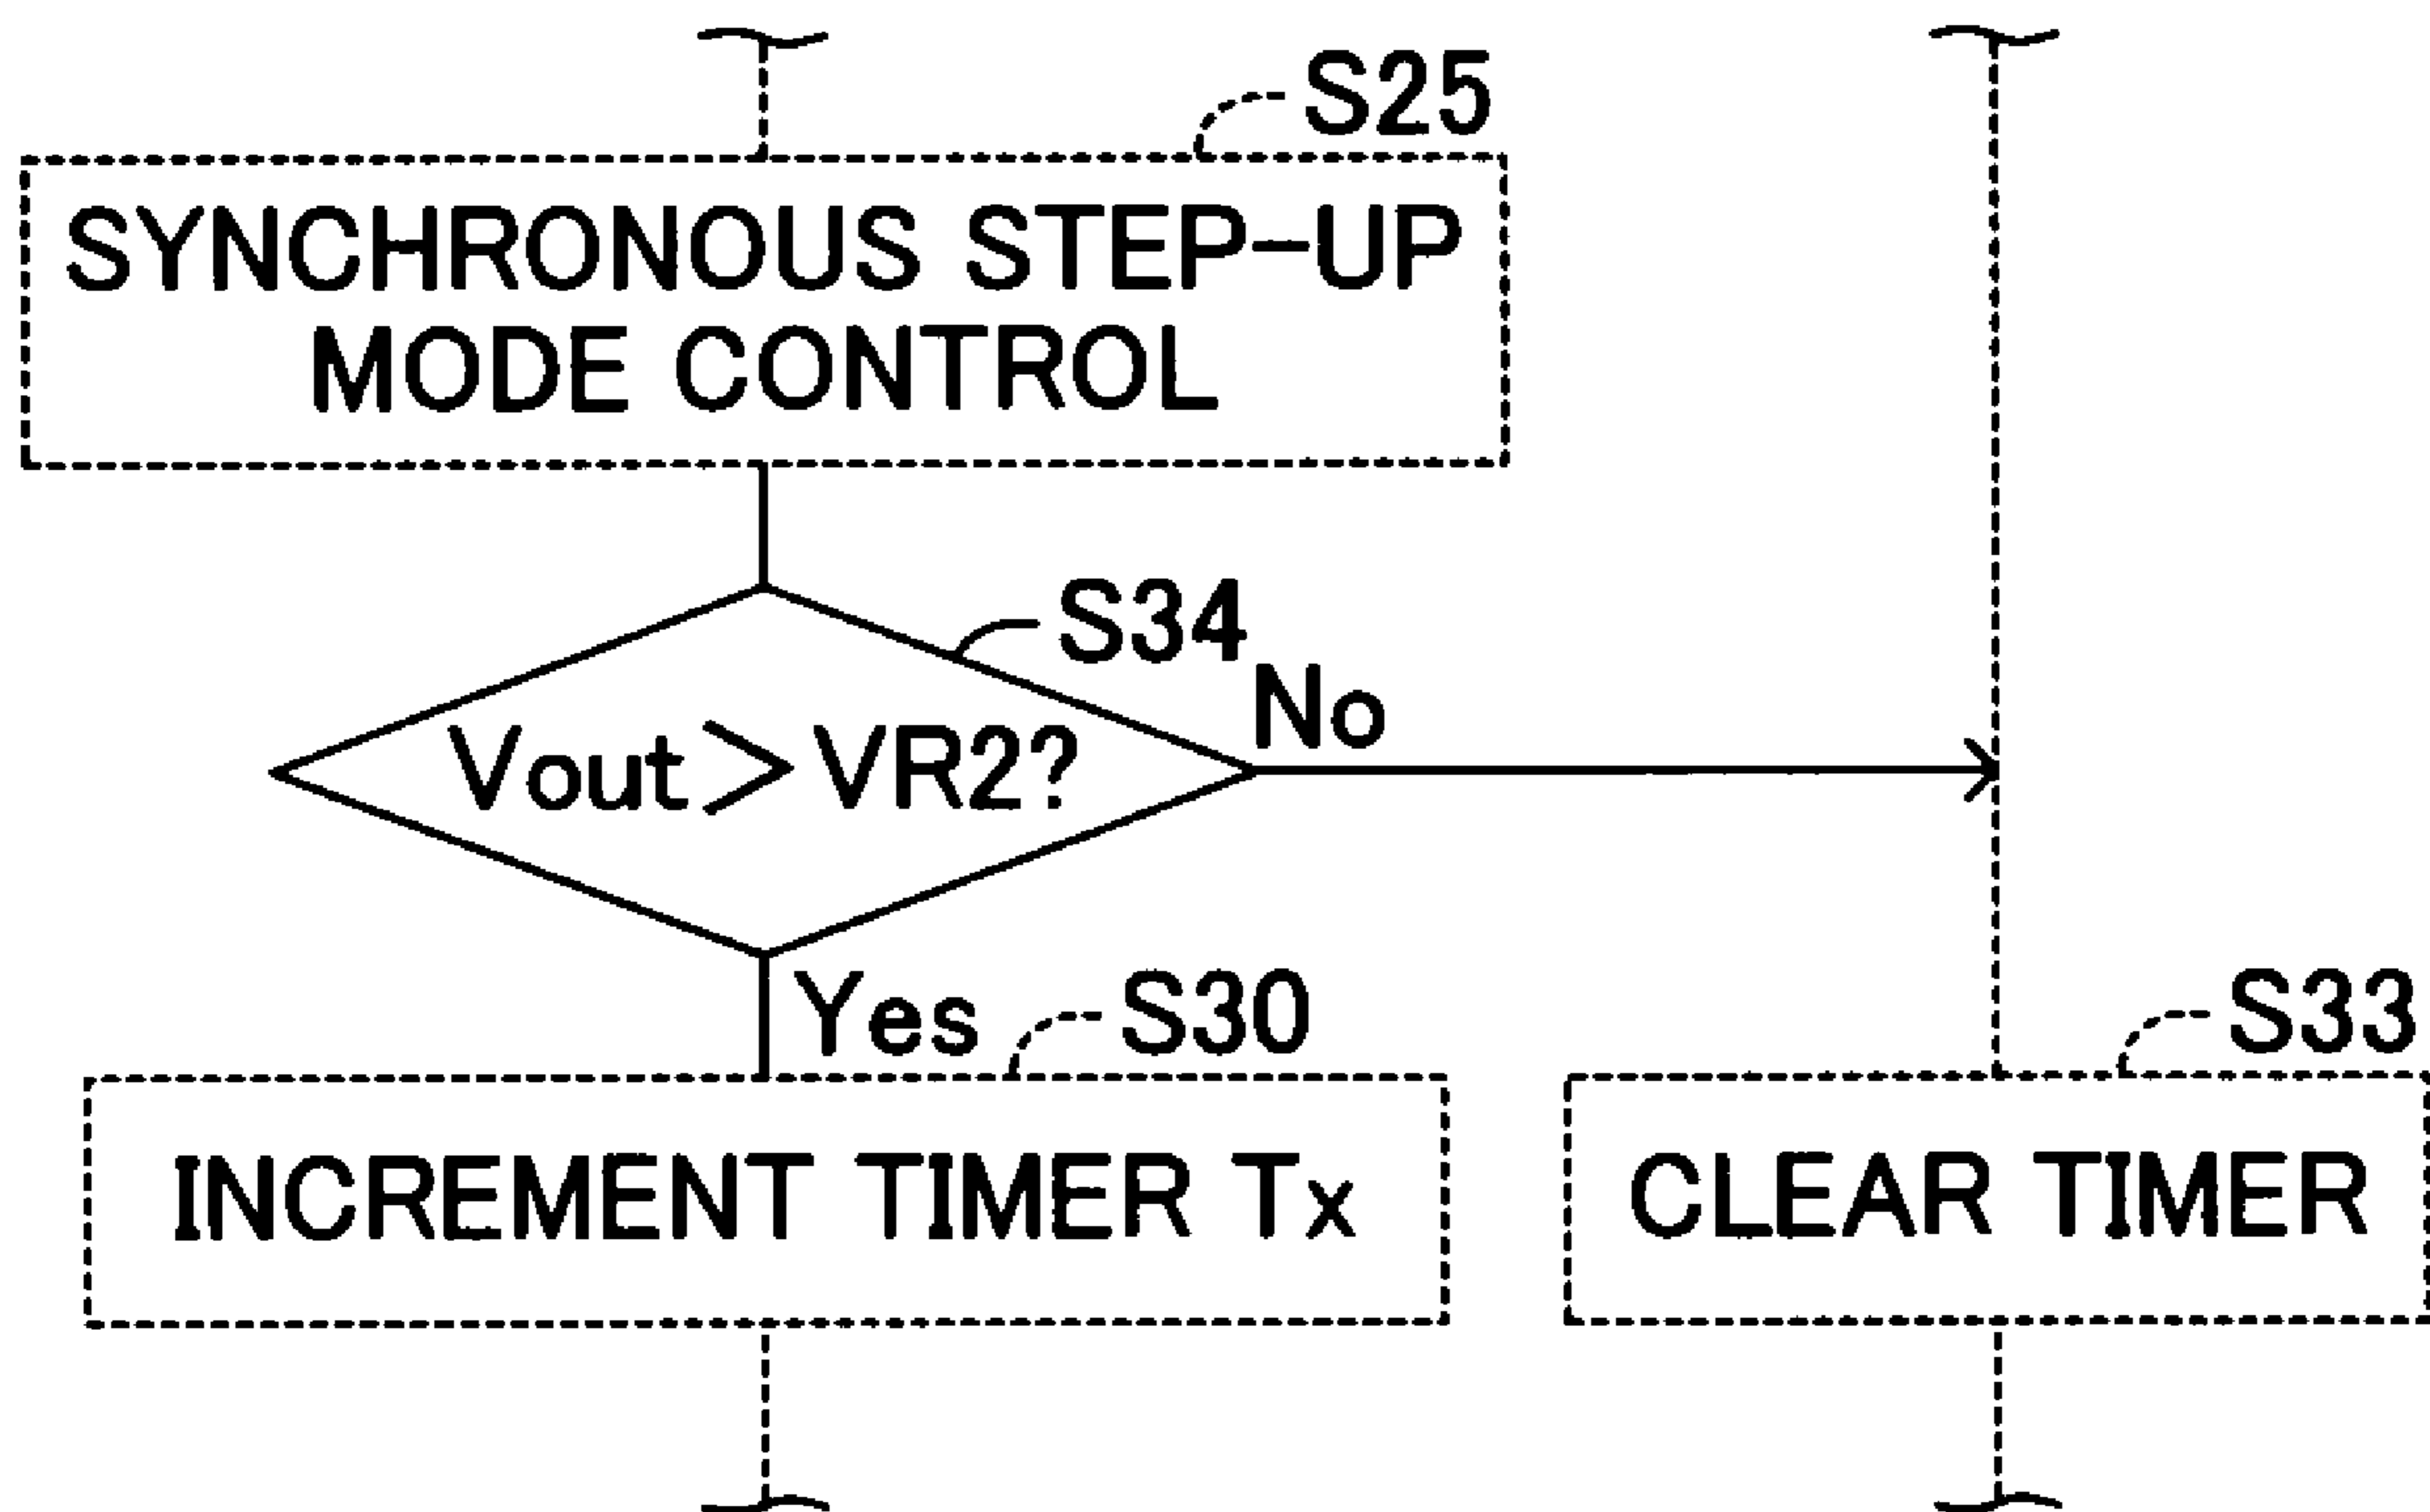 S25
SYNCHRONOUS STEP-UP
MODE CONTROL
S34
No
Vout > VR2?
Yes
S30
S33
INCREMENT TIMER Tx
CLEAR TIMER